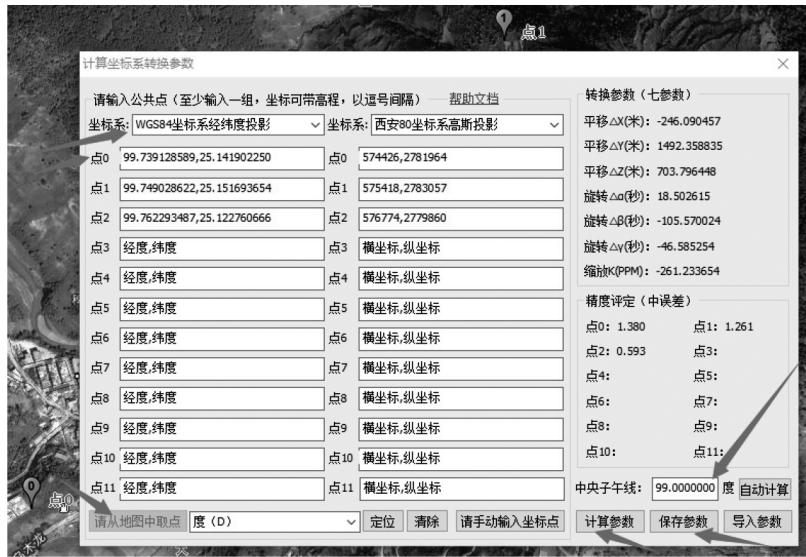 1
点1
计算坐标系转换参数
请输入公共点（至少输入一组，坐标可带高程，以逗号间隔） 帮助文档
坐标系: WGS84坐标系经纬度投影 坐标系: 西安80坐标系高斯投影
点0 99.739128589,25.141902250 点0 574426,2781964
点1 99.749028622,25.151693654 点1 575418,2783057
点2 99.762293487,25.122760666 点2 576774,2779860
点3 经度,纬度 点3 横坐标,纵坐标
点4 经度,纬度 点4 横坐标,纵坐标
点5 经度,纬度 点5 横坐标,纵坐标
点6 经度,纬度 点6 横坐标,纵坐标
点7 经度,纬度 点7 横坐标,纵坐标
点8 经度,纬度 点8 横坐标,纵坐标
点9 经度,纬度 点9 横坐标,纵坐标
点10 经度,纬度 点10 横坐标,纵坐标
点11 经度,纬度 点11 横坐标,纵坐标
请从地图中取点 度（D） 定位 清除 请手动输入坐标点
转换参数（七参数）
平移△X(米): -246.090457
平移△Y(米): 1492.358835
平移△Z(米): 703.796448
旋转△α(秒): 18.502615
旋转△β(秒): -105.570024
旋转△γ(秒): -46.585254
缩放K(PPM): -261.233654
精度评定（中误差）
点0: 1.380 点1: 1.261
点2: 0.593 点3:
点4: 点5:
点6: 点7:
点8: 点9:
点10: 点11:
中央子午线: 99.0000000 度 自动计算
计算参数 保存参数 导入参数
0
点0